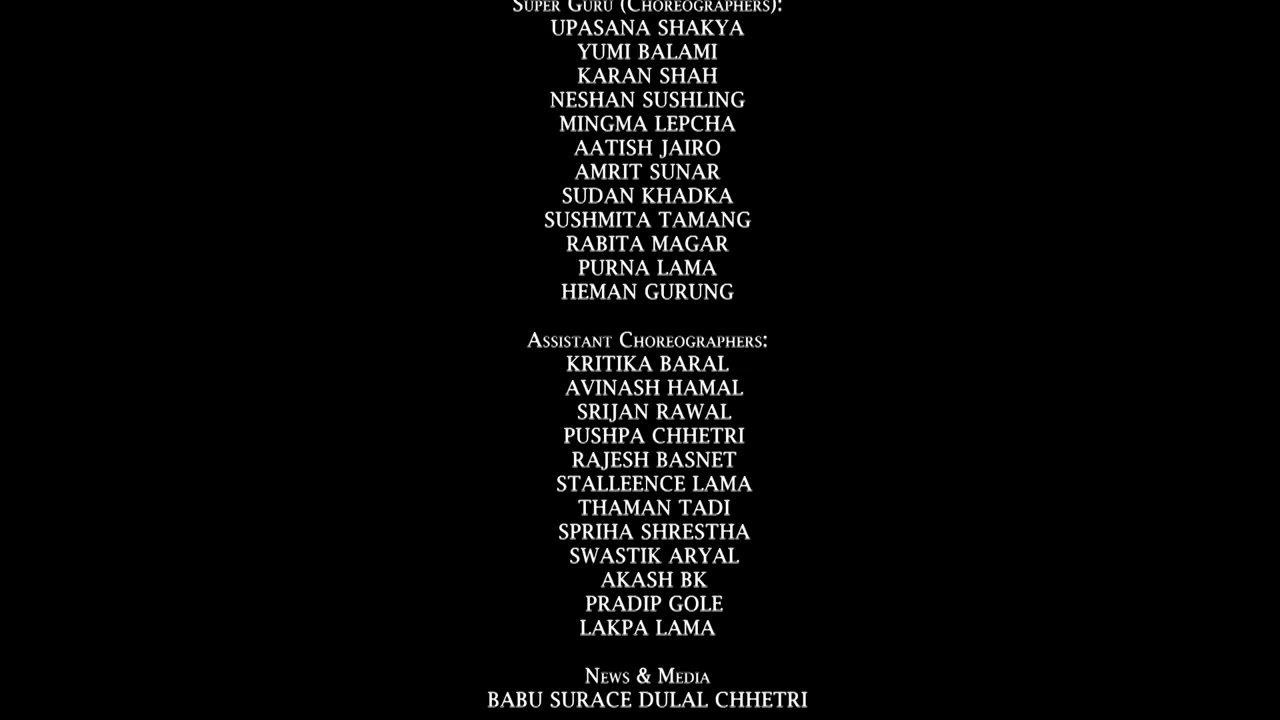 Super Guru (Choreographers):
UPASANA SHAKYA
YUMI BALAMI
KARAN SHAH
NESHAN SUSHLING
MINGMA LEPCHA
AATISH JAIRO
AMRIT SUNAR
SUDAN KHADKA
SUSHMITA TAMANG
RABITA MAGAR
PURNA LAMA
HEMAN GURUNG
Assistant Choreographers:
KRITIKA BARAL
AVINASH HAMAL
SRIJAN RAWAL
PUSHPA CHHETRI
RAJESH BASNET
STALLEENCE LAMA
THAMAN TADI
SPRIHA SHRESTHA
SWASTIK ARYAL
AKASH BK
PRADIP GOLE
LAKPA LAMA
News & Media
BABU SURACE DULAL CHHETRI